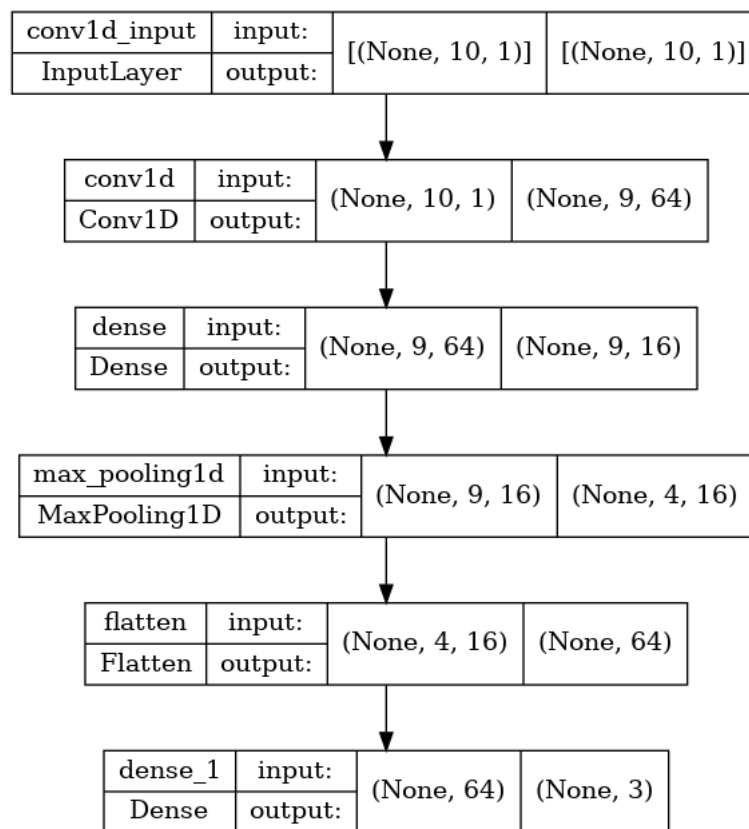 conv1d_input input: [(None, 10, 1)] [(None, 10, 1)]
InputLayer output:
conv1d input: (None, 10, 1) (None, 9, 64)
Conv1D output:
dense input: (None, 9, 64) (None, 9, 16)
Dense output:
max_pooling1d input: (None, 9, 16) (None, 4, 16)
MaxPooling1D output:
flatten input: (None, 4, 16) (None, 64)
Flatten output:
dense_1 input: (None, 64) (None, 3)
Dense output: